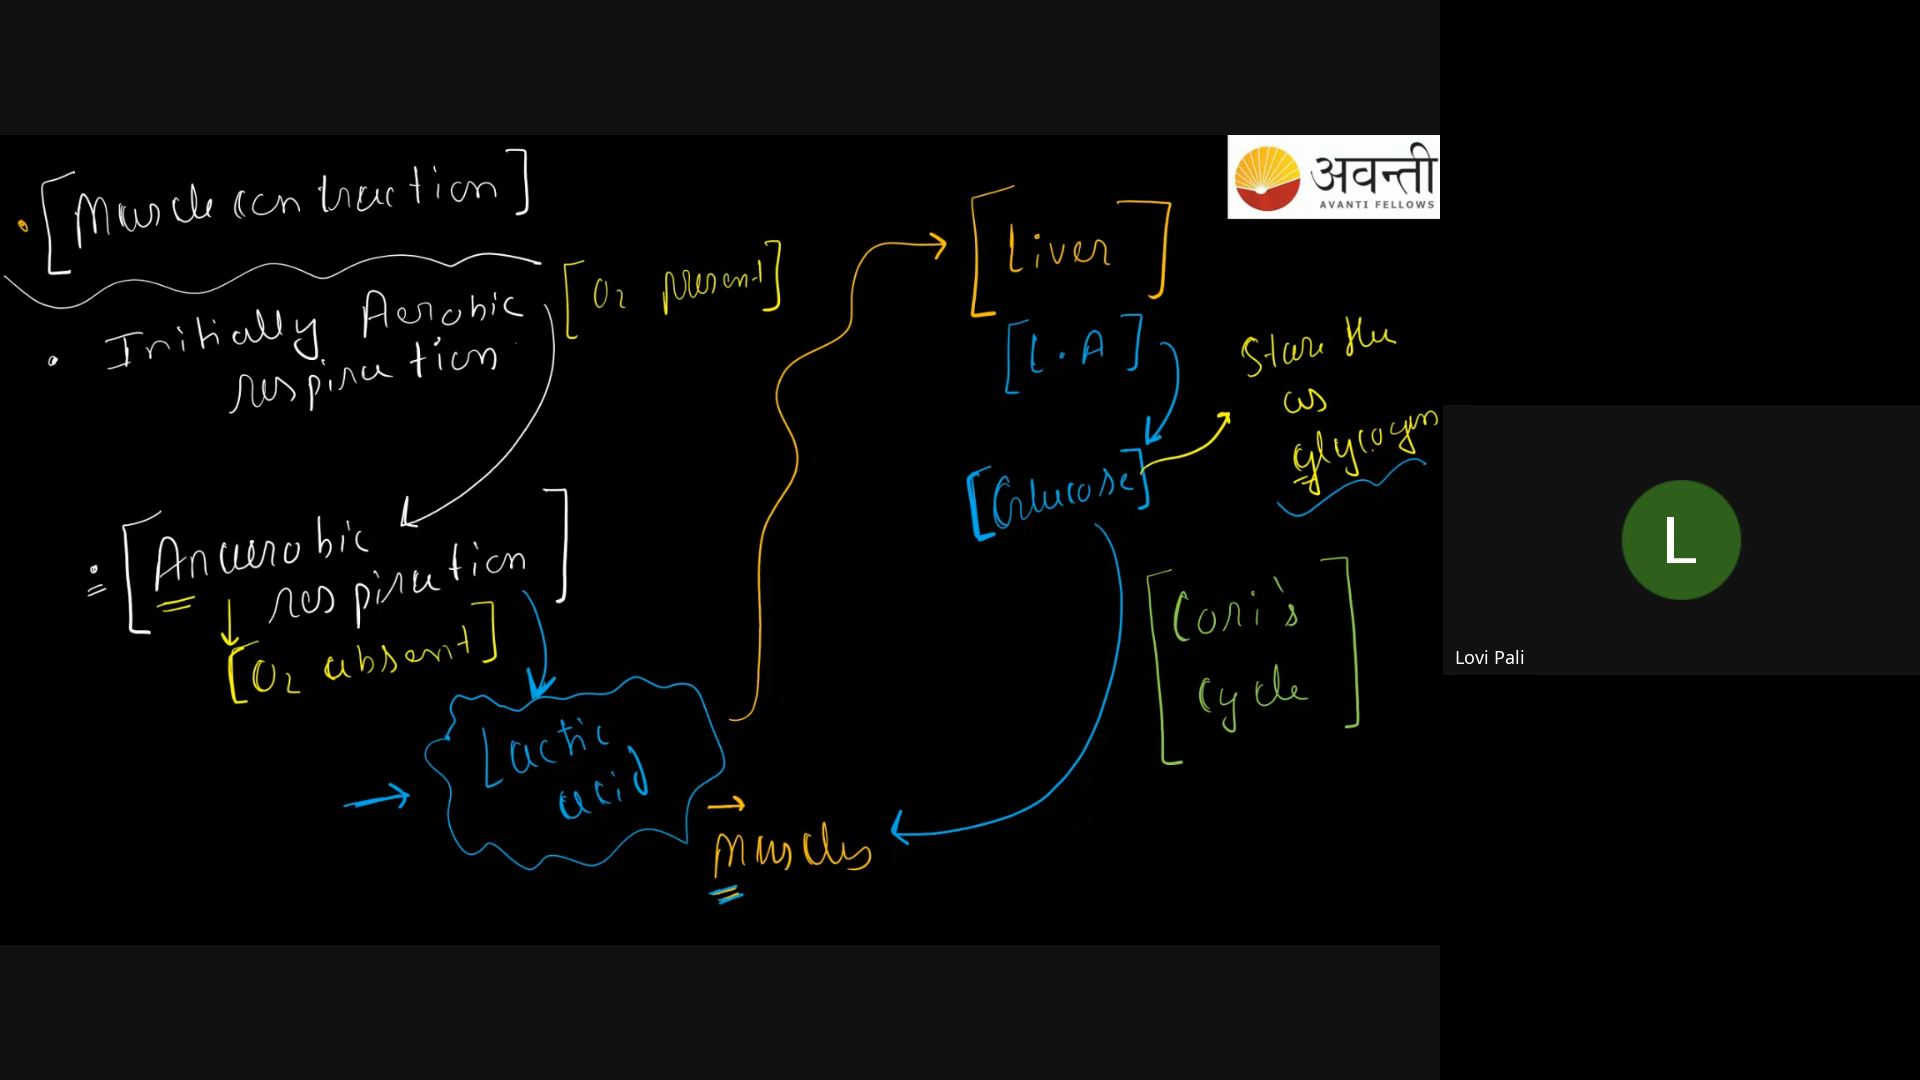 [Muscle contraction]
• Initially Aerobic
respiration
[O2 present]
[Anaerobic
respiration]
[O2 absent]
Lactic
acid
Muscles
[Liver]
[L.A]
[Glucose]
Store the
as
glycogen
[Cori's
cycle]
अवन्ती
AVANTI FELLOWS
L
Lovi Pali